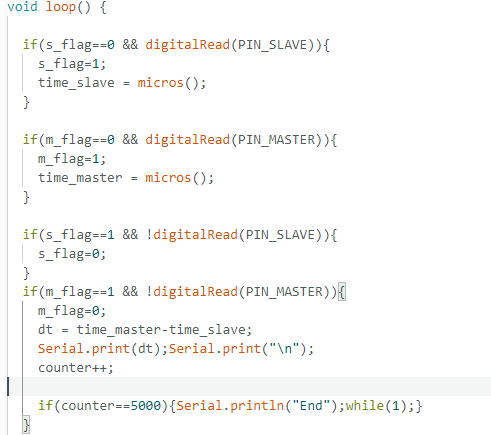 void loop() {
if(s_flag==0 && digitalRead(PIN_SLAVE)){
s_flag=1;
time_slave = micros();
}
if(m_flag==0 && digitalRead(PIN_MASTER)){
m_flag=1;
time_master = micros();
}
if(s_flag==1 && !digitalRead(PIN_SLAVE)){
s_flag=0;
}
if(m_flag==1 && !digitalRead(PIN_MASTER)){
m_flag=0;
dt = time_master-time_slave;
Serial.print(dt);Serial.print("\n");
counter++;
if(counter==5000){Serial.println("End");while(1);}
}